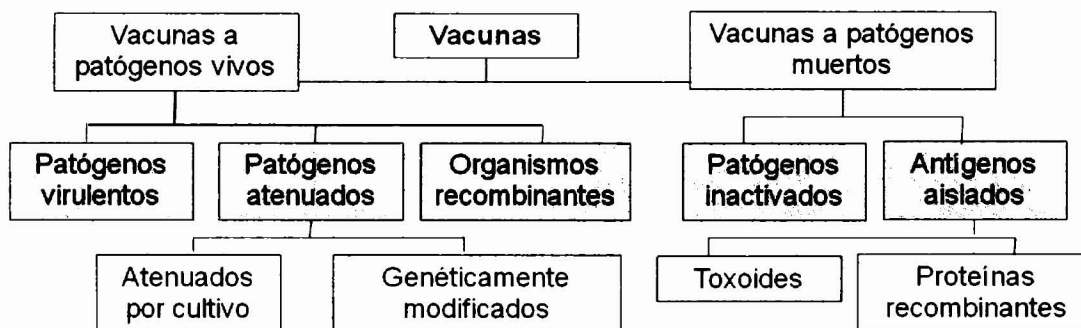 Vacunas a
patógenos vivos
Vacunas
Vacunas a patógenos
muertos
Patógenos
virulentos
Patógenos
atenuados
Organismos
recombinantes
Patógenos
inactivados
Antígenos
aislados
Atenuados
por cultivo
Genéticamente
modificados
Toxoides
Proteínas
recombinantes